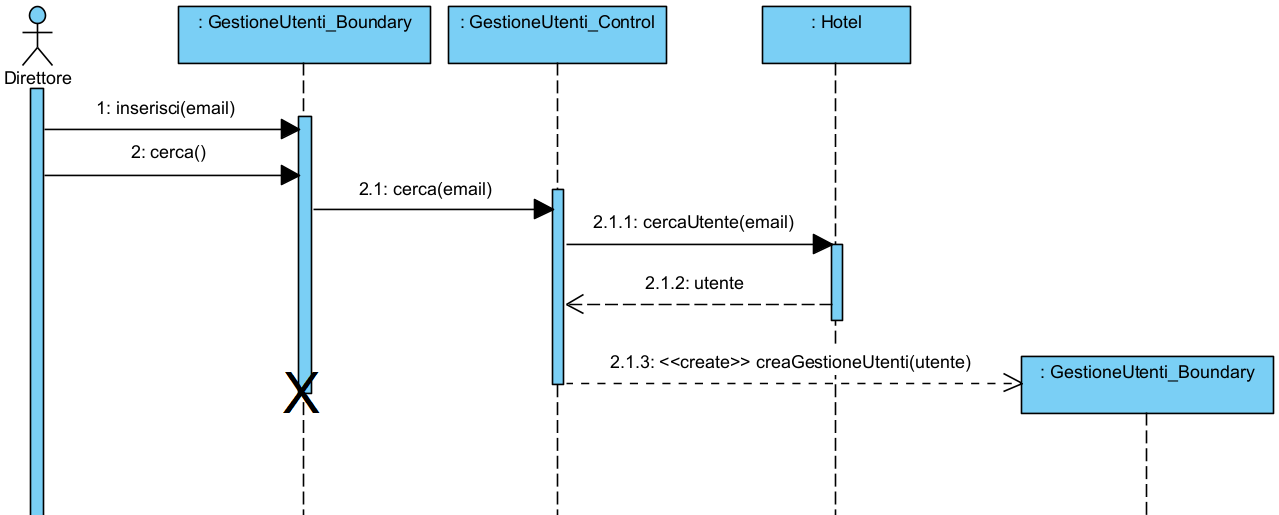 : GestioneUtenti_Boundary
: GestioneUtenti_Control
: Hotel
Direttore
1: inserisci(email)
2: cerca()
2.1: cerca(email)
2.1.1: cercaUtente(email)
2.1.2: utente
2.1.3: <<create>> creaGestioneUtenti(utente)
: GestioneUtenti_Boundary